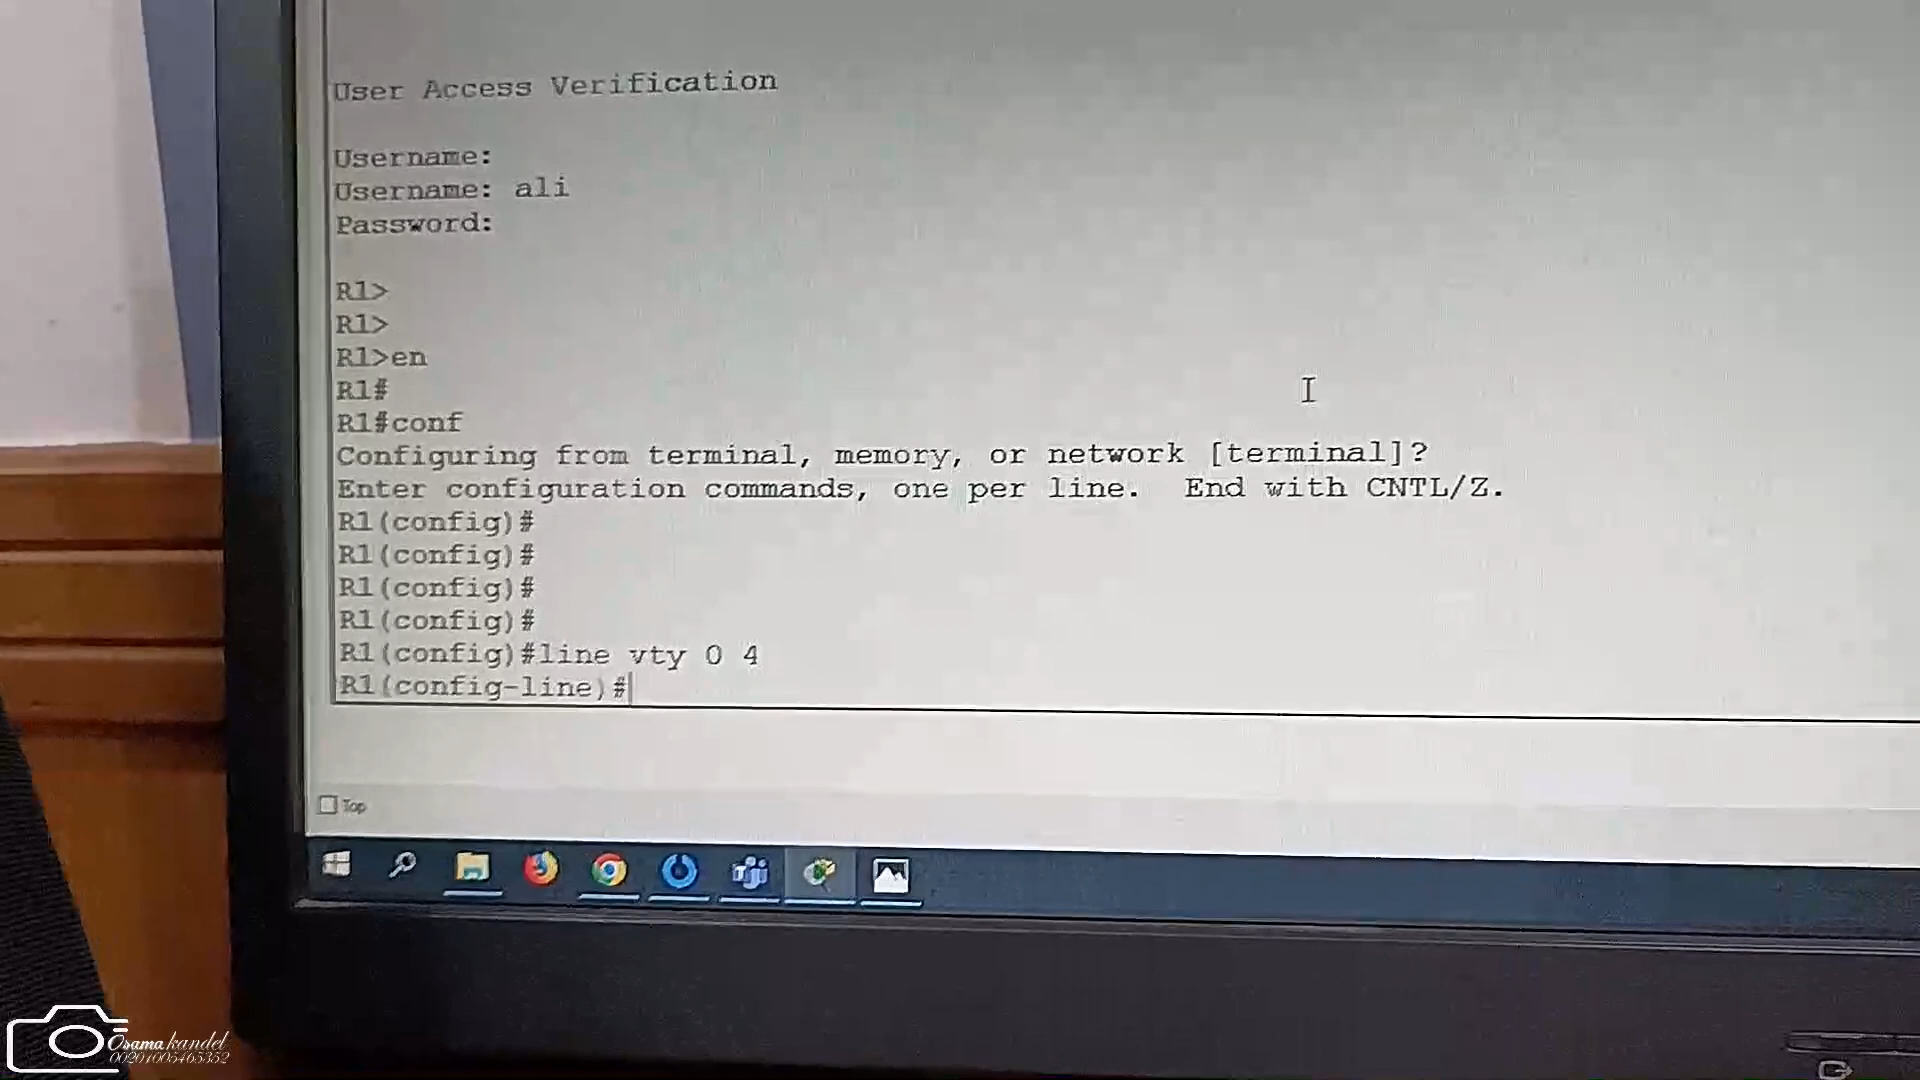 User Access Verification
Username:
Username: ali
Password:
R1>
R1>
R1>en
R1#
R1#conf
Configuring from terminal, memory, or network [terminal]?
Enter configuration commands, one per line.  End with CNTL/Z.
R1(config)#
R1(config)#
R1(config)#
R1(config)#
R1(config)#line vty 0 4
R1(config-line)#
Top
Osama kandel
00201005465352